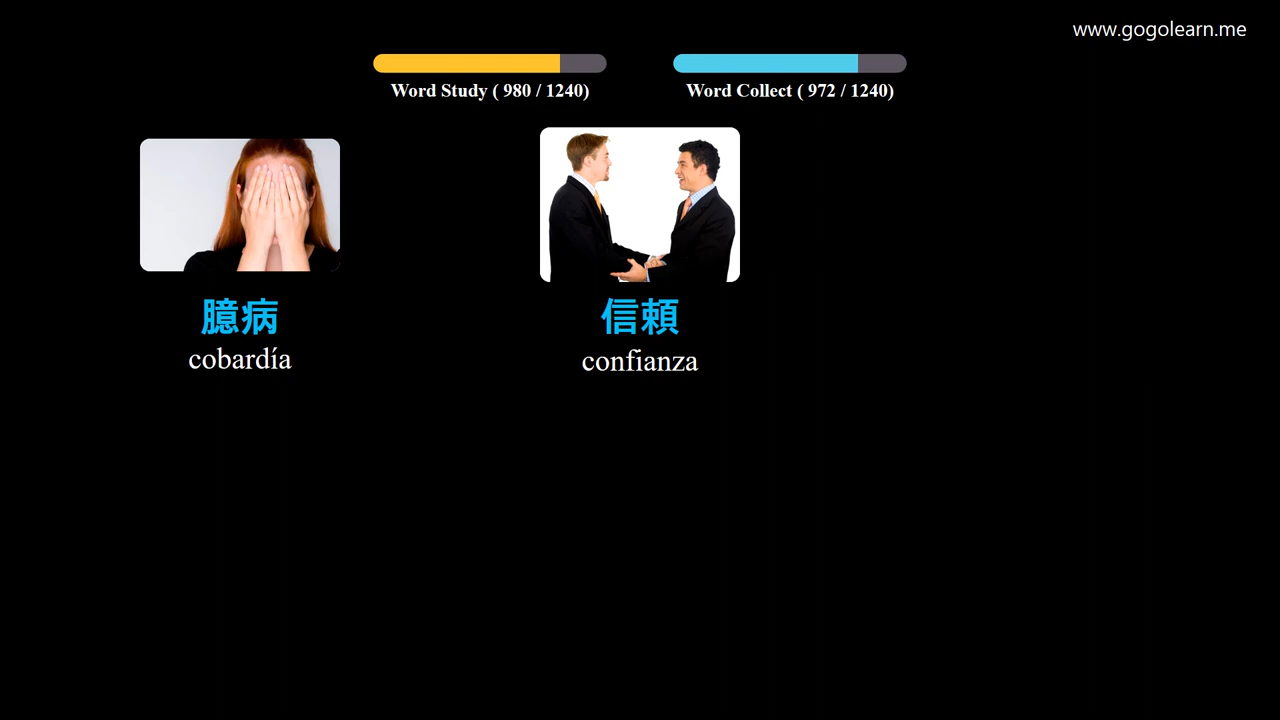 www.gogolearn.me
Word Study ( 980 / 1240)
Word Collect ( 972 / 1240)
臆病
cobardía
信頼
confianza